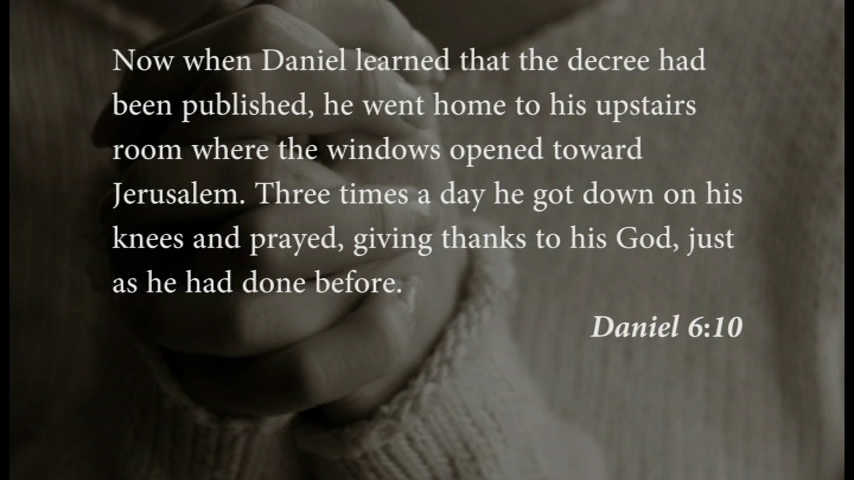 Now when Daniel learned that the decree had
been published, he went home to his upstairs
room where the windows opened toward
Jerusalem. Three times a day he got down on his
knees and prayed, giving thanks to his God, just
as he had done before.
Daniel 6:10